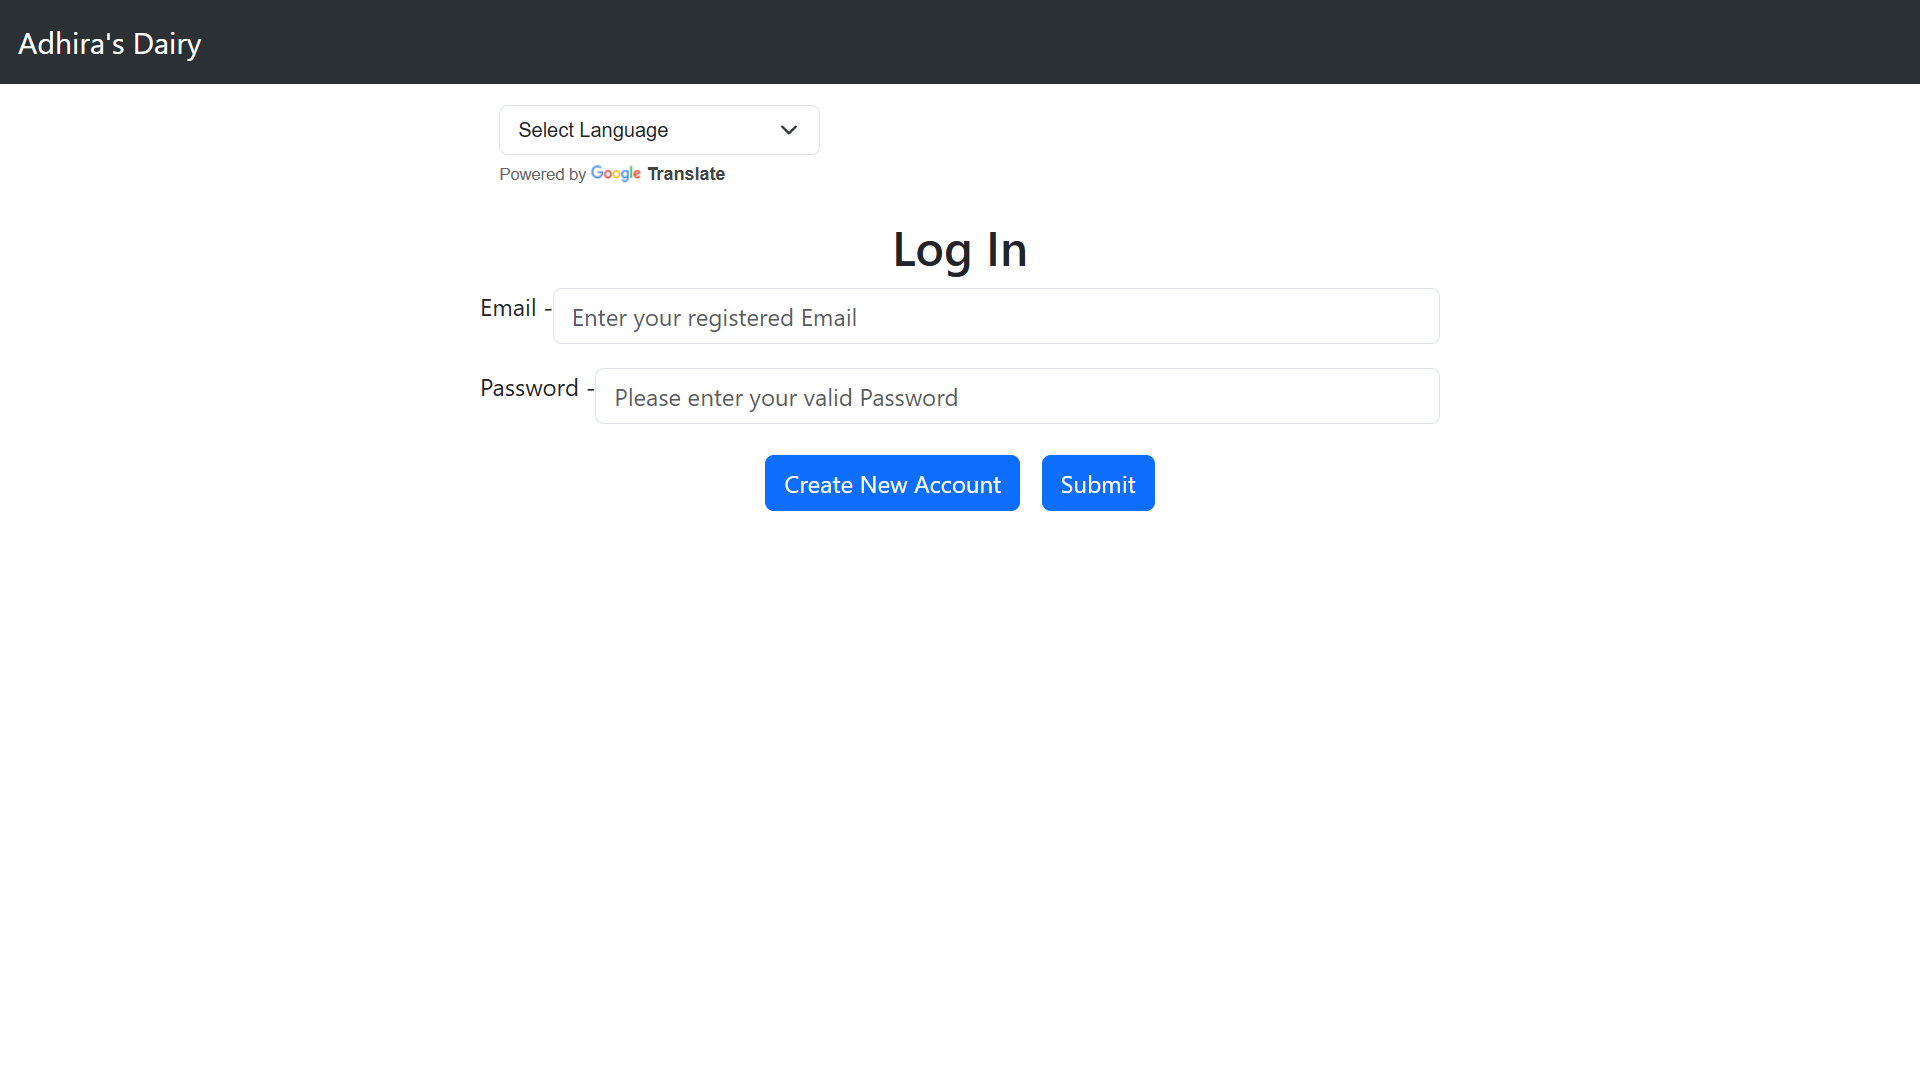 Adhira's Dairy
Select Language
Powered by Google Translate
Log In
Email -
Enter your registered Email
Password -
Please enter your valid Password
Create New Account
Submit